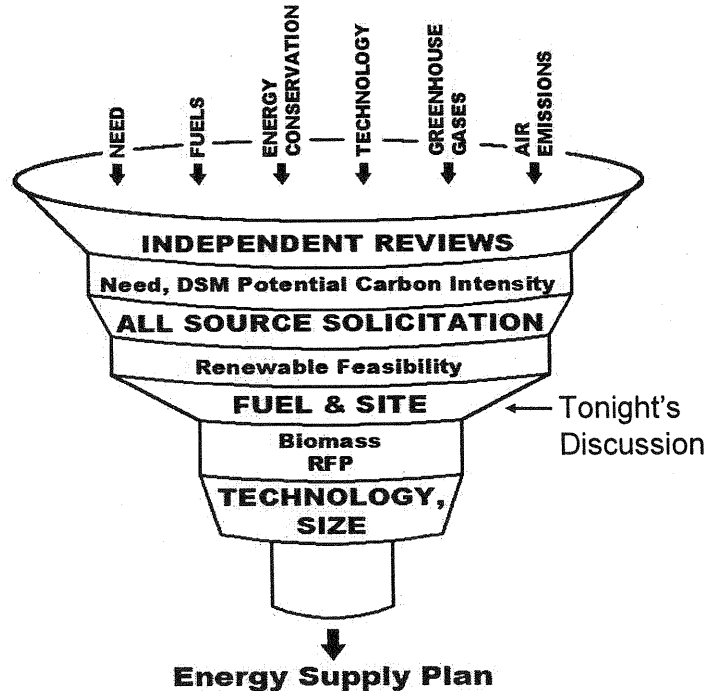 NEED
FUELS
ENERGY
CONSERVATION
TECHNOLOGY
GREENHOUSE
GASES
AIR
EMISSIONS
INDEPENDENT REVIEWS
Need, DSM Potential Carbon Intensity
ALL SOURCE SOLICITATION
Renewable Feasibility
FUEL & SITE
Tonight's
Discussion
Biomass
RFP
TECHNOLOGY,
SIZE
Energy Supply Plan